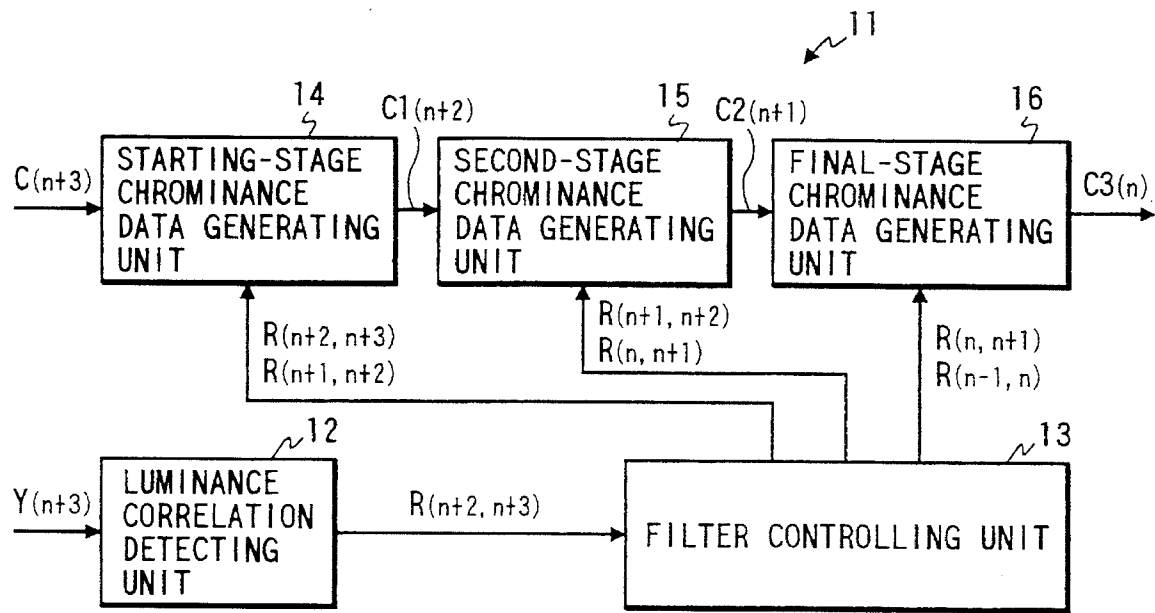 11
14
C1(n+2)
15
C2(n+1)
16
C(n+3)
STARTING-STAGE
CHROMINANCE
DATA GENERATING
UNIT
SECOND-STAGE
CHROMINANCE
DATA GENERATING
UNIT
FINAL-STAGE
CHROMINANCE
DATA GENERATING
UNIT
C3(n)
R(n+2, n+3)
R(n+1, n+2)
R(n+1, n+2)
R(n, n+1)
R(n, n+1)
R(n-1, n)
12
13
Y(n+3)
LUMINANCE
CORRELATION
DETECTING
UNIT
R(n+2, n+3)
FILTER CONTROLLING UNIT